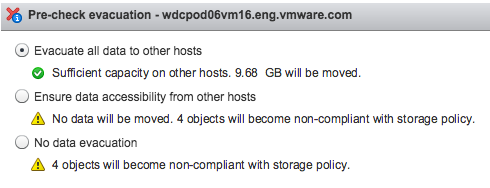 Pre-check evacuation - wdcpod06vm16.eng.vmware.com
Evacuate all data to other hosts
Sufficient capacity on other hosts. 9.68 GB will be moved.
Ensure data accessibility from other hosts
No data will be moved. 4 objects will become non-compliant with storage policy.
No data evacuation
4 objects will become non-compliant with storage policy.